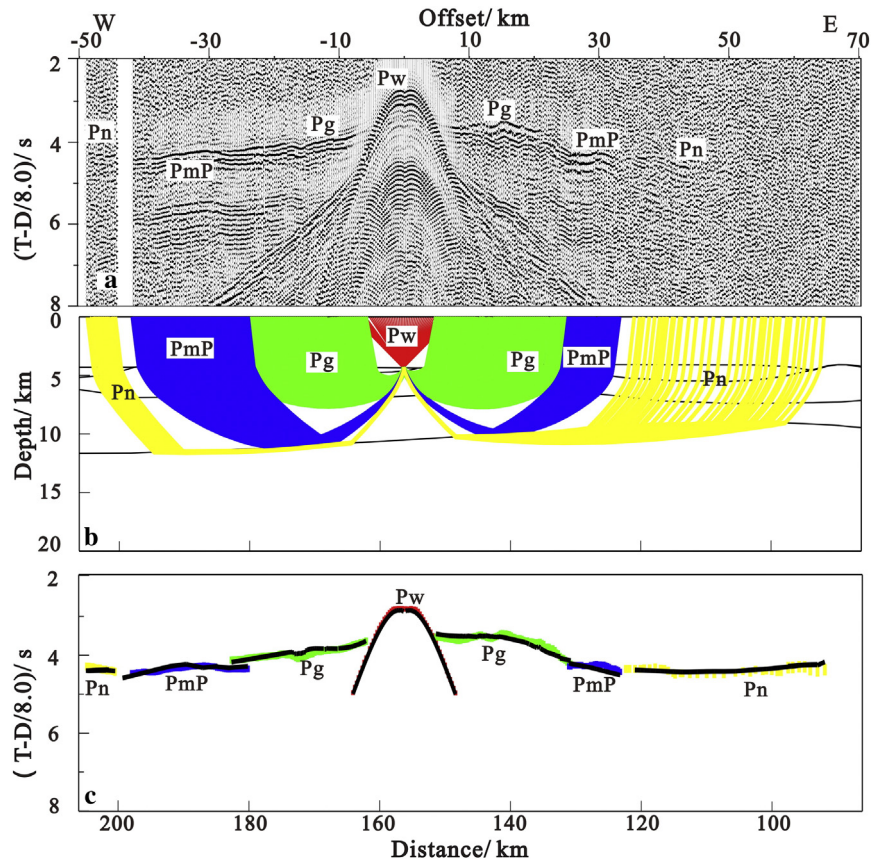 W Offset/ km E
-50 -30 -10 10 30 50 70
2
4
6
8
(T-D/8.0)/ s
Pn
PmP
Pg
Pw
Pg
PmP
Pn
a
0
5
10
15
20
Depth/ km
Pn
PmP
Pg
Pw
Pg
PmP
Pn
b
2
4
6
8
( T-D/8.0)/ s
Pn
PmP
Pg
Pw
Pg
PmP
Pn
c
200 180 160 140 120 100
Distance/ km